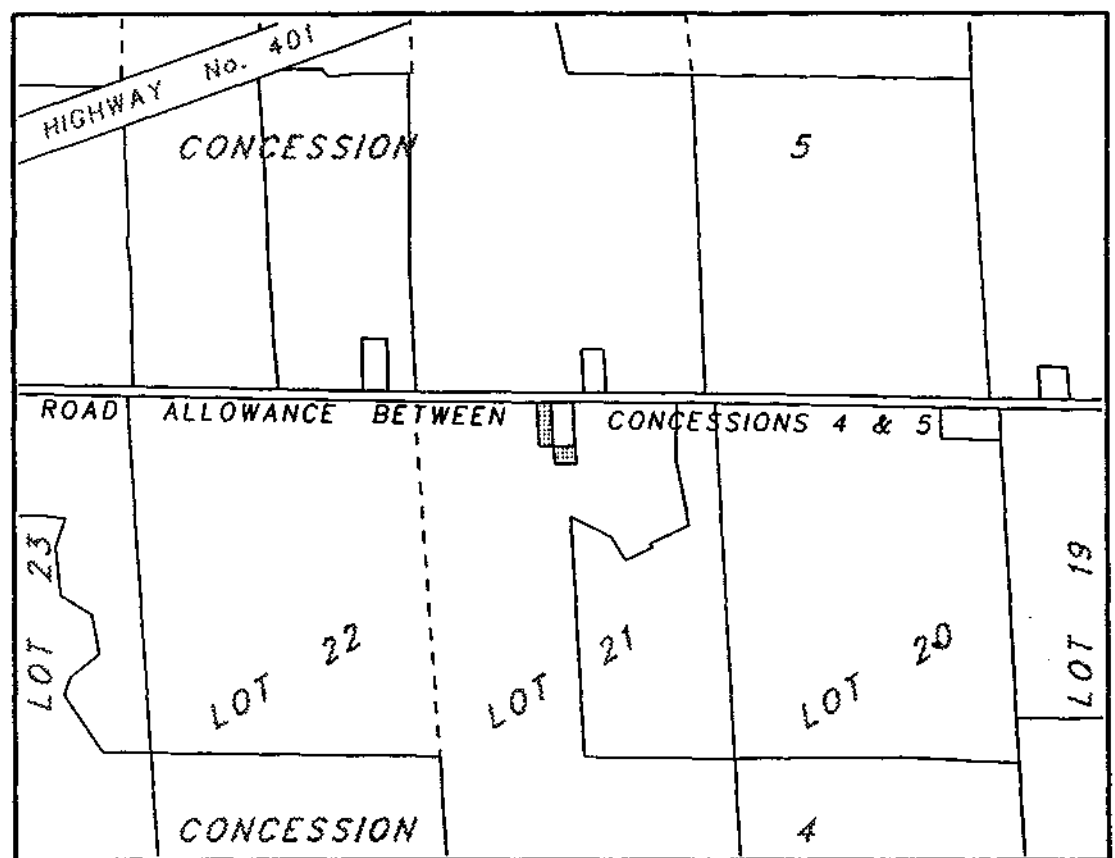 HIGHWAY No. 401
CONCESSION 5
ROAD ALLOWANCE BETWEEN CONCESSIONS 4 & 5
LOT 23
LOT 22
LOT 21
LOT 20
LOT 19
CONCESSION 4